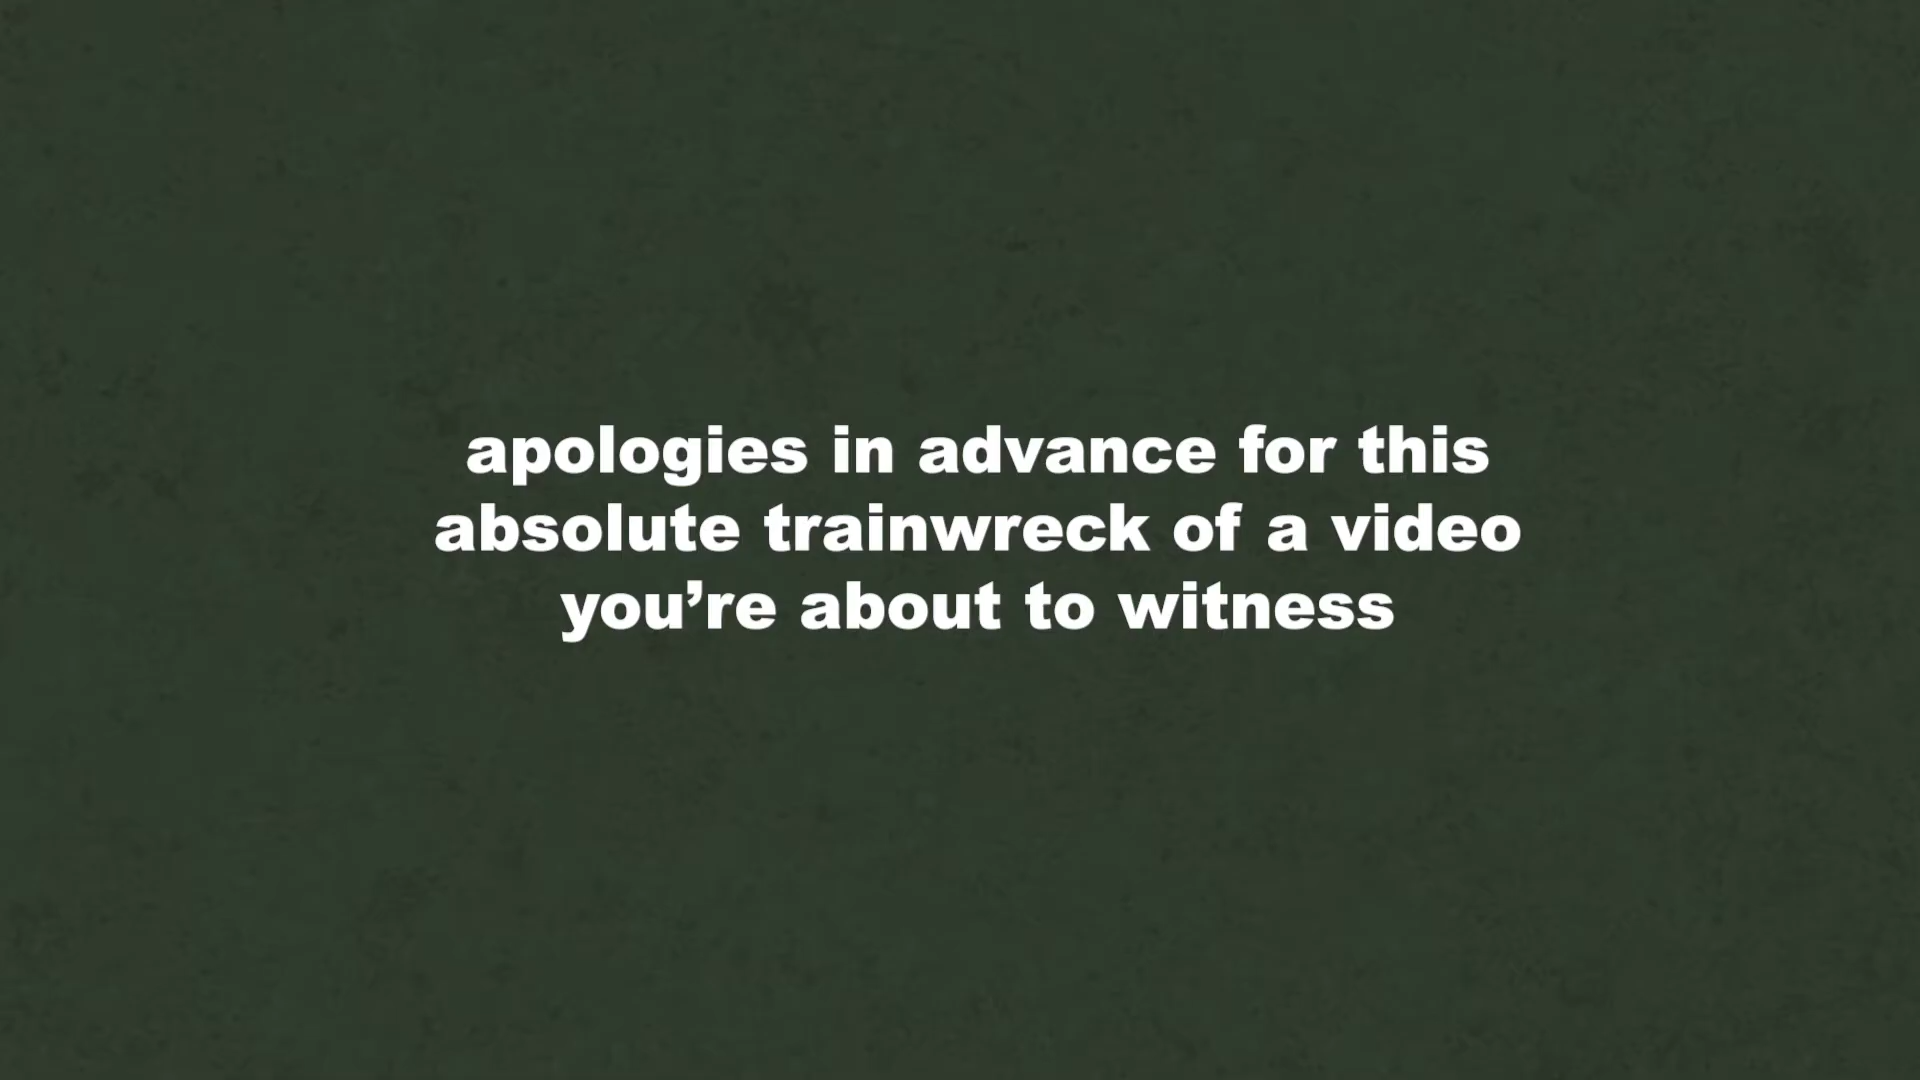 apologies in advance for this
absolute trainwreck of a video
you’re about to witness